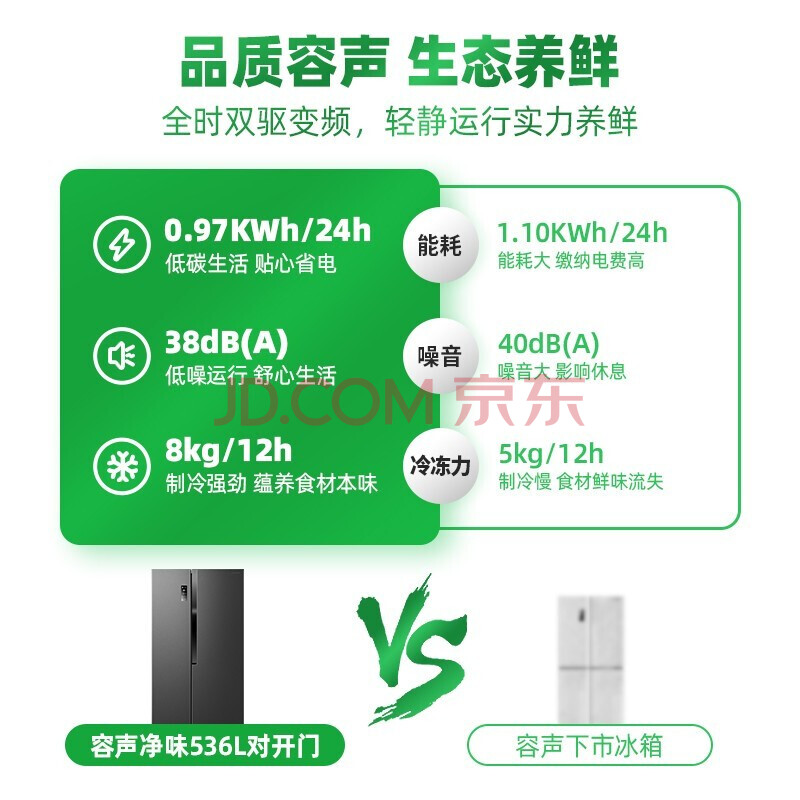 品质容声 生态养鲜
全时双驱变频，轻静运行实力养鲜
0.97KWh/24h
低碳生活 贴心省电
能耗
1.10KWh/24h
能耗大 缴纳电费高
38dB(A)
低噪运行 舒心生活
噪音
40dB(A)
噪音大 影响休息
JD.COM 京东
8kg/12h
制冷强劲 蕴养食材本味
冷冻力
5kg/12h
制冷慢 食材鲜味流失
VS
容声净味536L对开门
容声下市冰箱